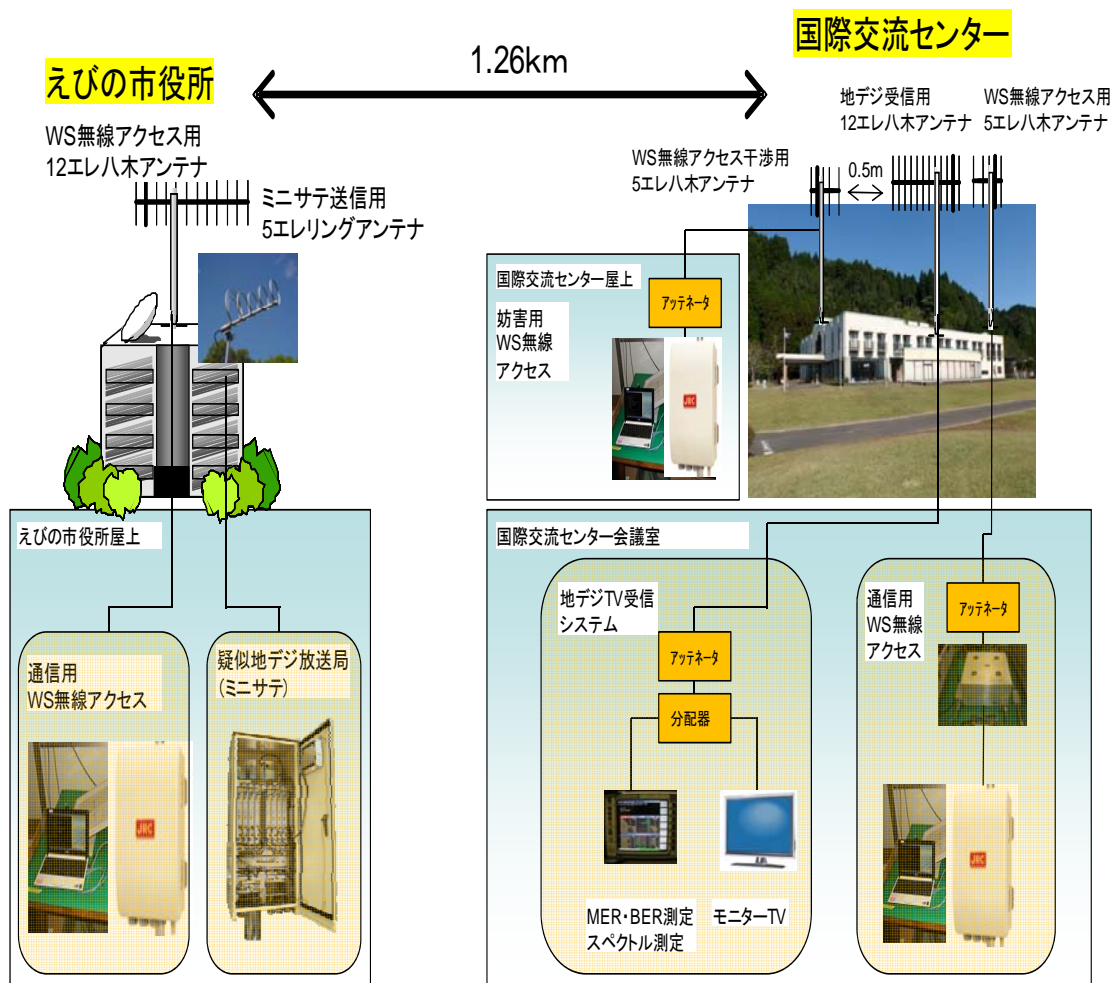 えびの市役所
1.26km
国際交流センター
WS無線アクセス用
12エレ八木アンテナ
ミニサテ送信用
5エレリングアンテナ
WS無線アクセス干渉用
5エレ八木アンテナ
0.5m
地デジ受信用
12エレ八木アンテナ
WS無線アクセス用
5エレ八木アンテナ
国際交流センター屋上
妨害用
WS無線
アクセス
アッテネータ
JRC
えびの市役所屋上
通信用
WS無線アクセス
JRC
疑似地デジ放送局
(ミニサテ)
国際交流センター会議室
地デジTV受信
システム
アッテネータ
分配器
MER・BER測定
スペクトル測定
モニターTV
通信用
WS無線
アクセス
アッテネータ
JRC